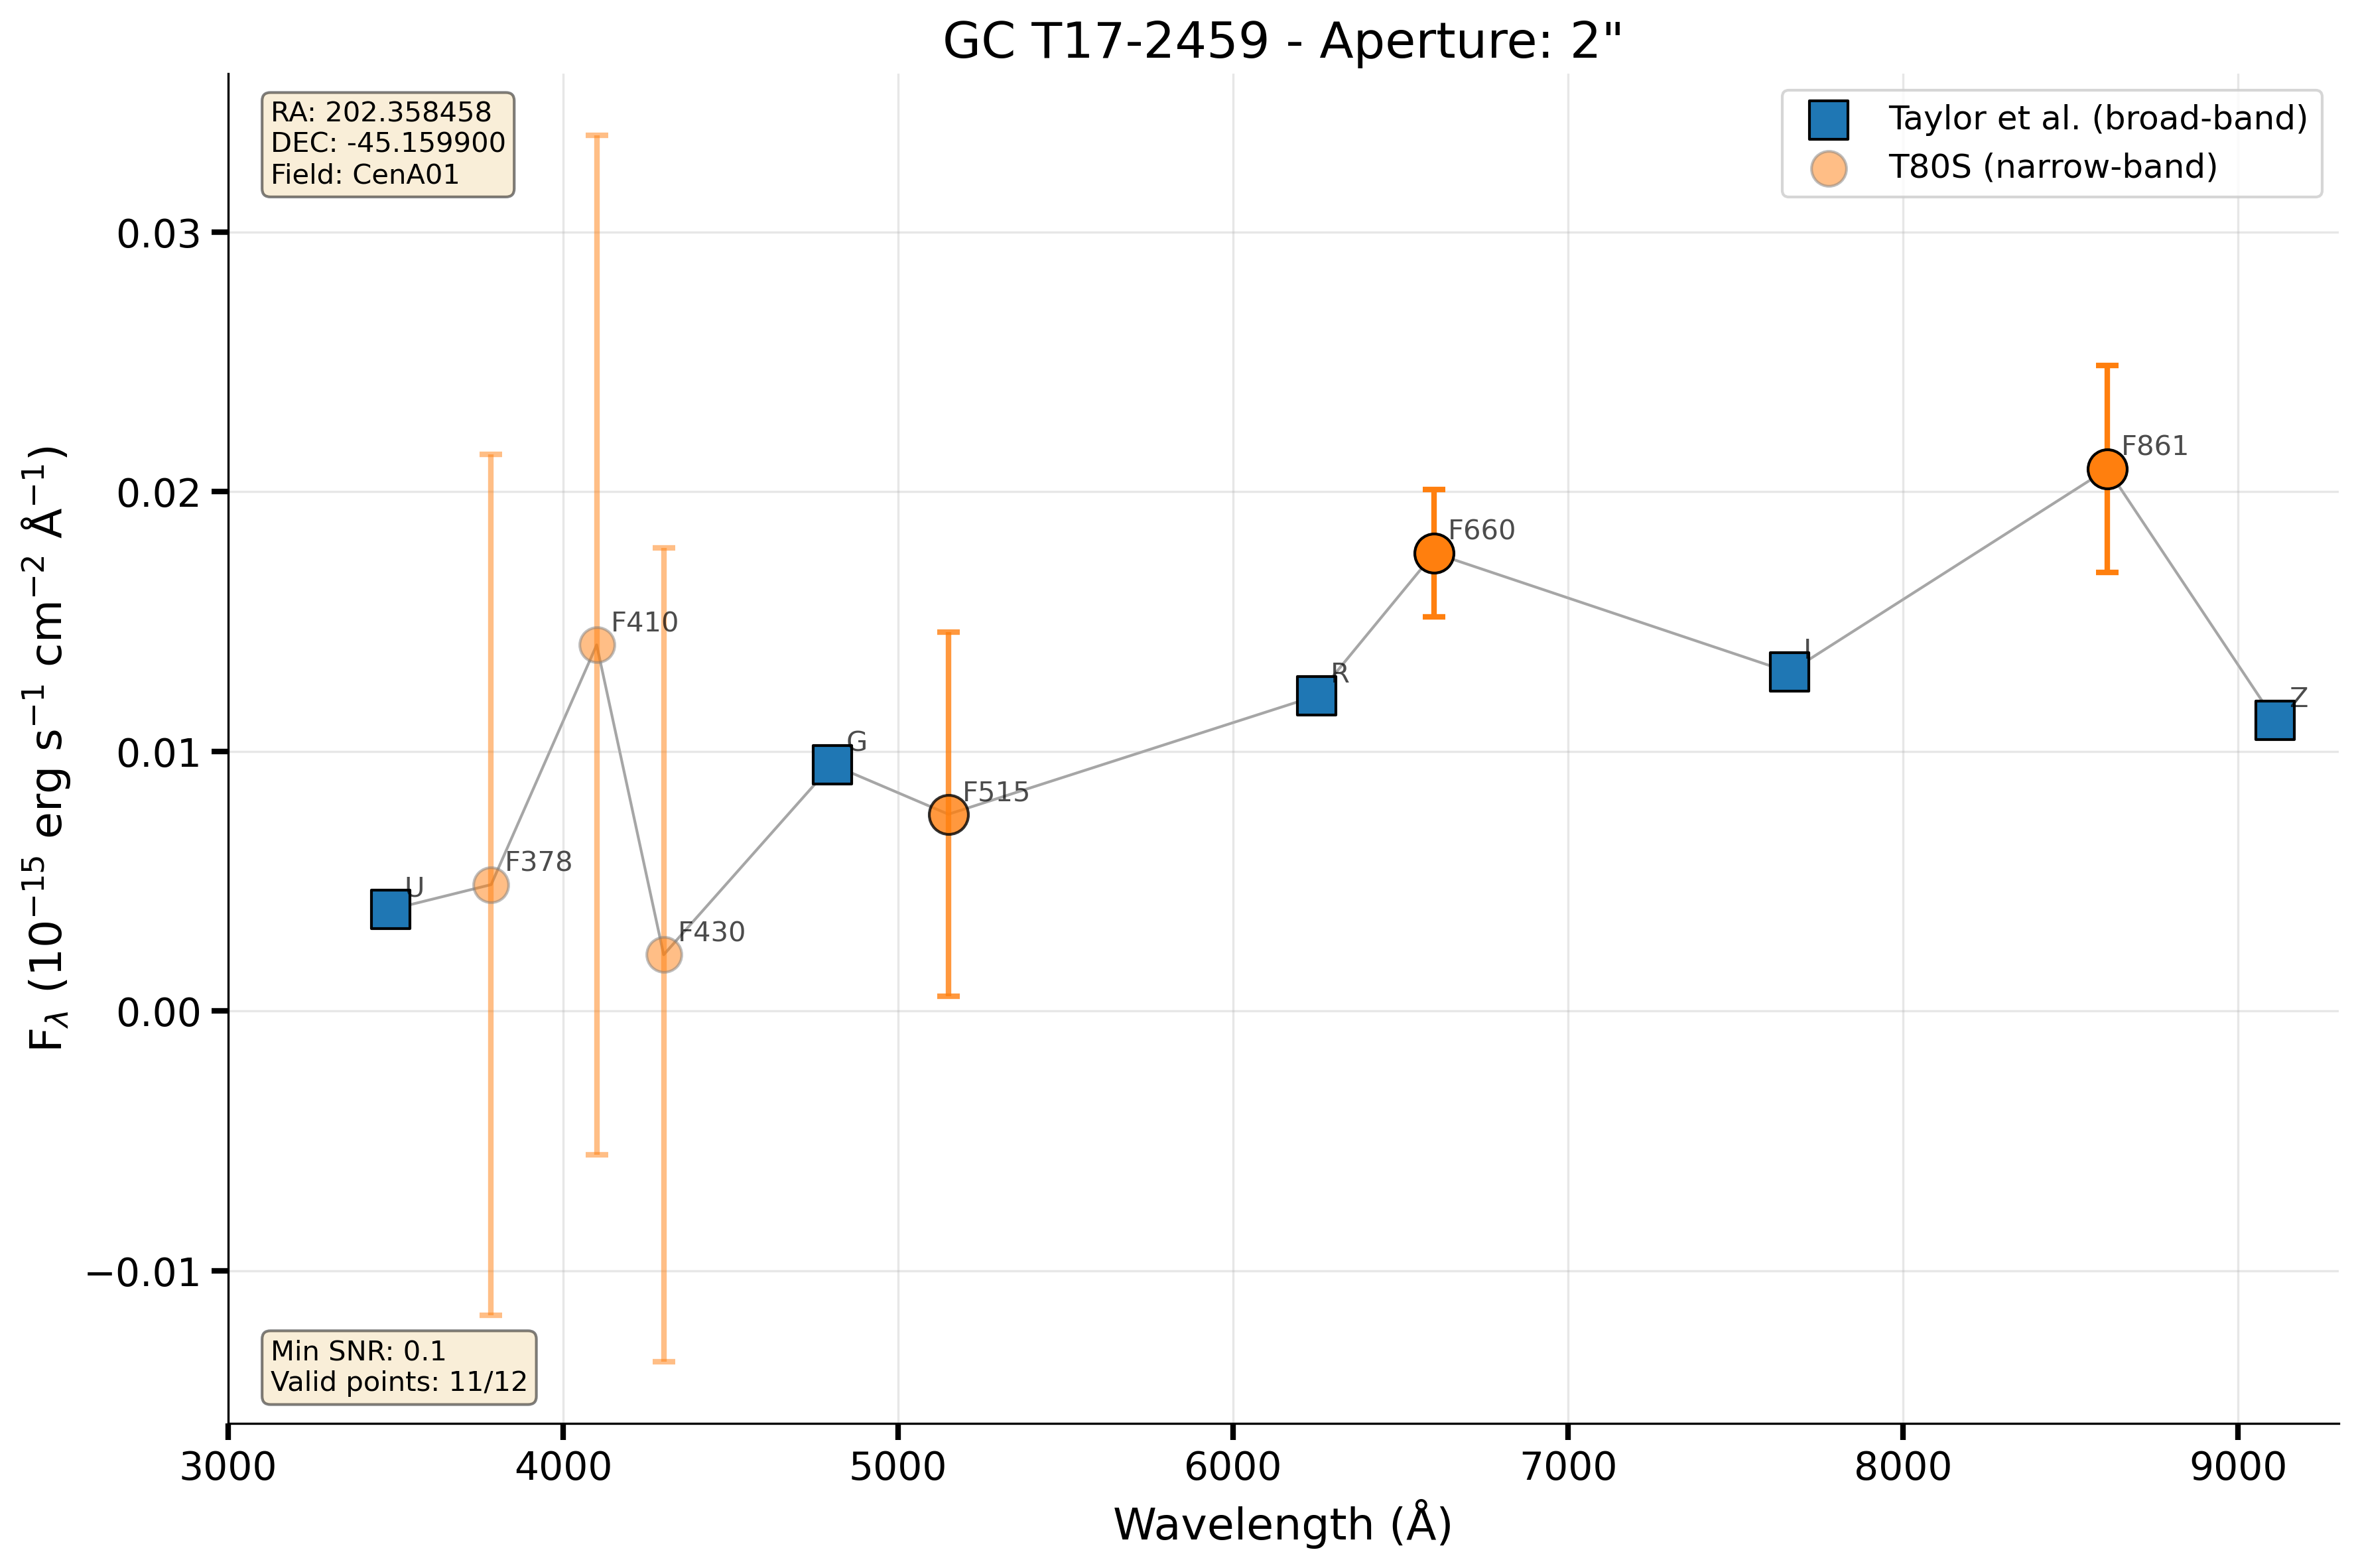 GC T17-2459 - Aperture: 2"
RA: 202.358458
DEC: -45.159900
Field: CenA01
Taylor et al. (broad-band)
T80S (narrow-band)
0.03
0.02
0.01
0.00
−0.01
F_λ (10⁻¹⁵ erg s⁻¹ cm⁻² Å⁻¹)
U
F378
F410
F430
G
F515
R
F660
I
F861
Z
Min SNR: 0.1
Valid points: 11/12
3000 4000 5000 6000 7000 8000 9000
Wavelength (Å)